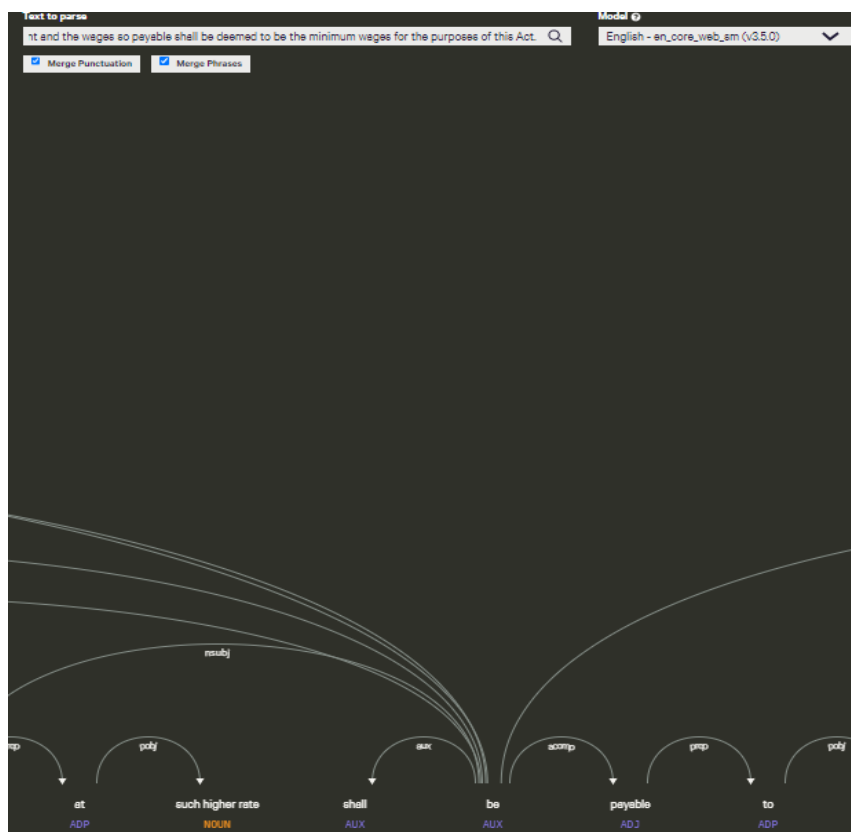 Text to parse
Model ?
nt and the wages so payable shall be deemed to be the minimum wages for the purposes of this Act.
English - en_core_web_sm (v3.5.0)
Merge Punctuation
Merge Phrases
nsubj
pobj
aux
acomp
prep
pobj
at
such higher rate
shall
be
payable
to
ADP
NOUN
AUX
AUX
ADJ
ADP